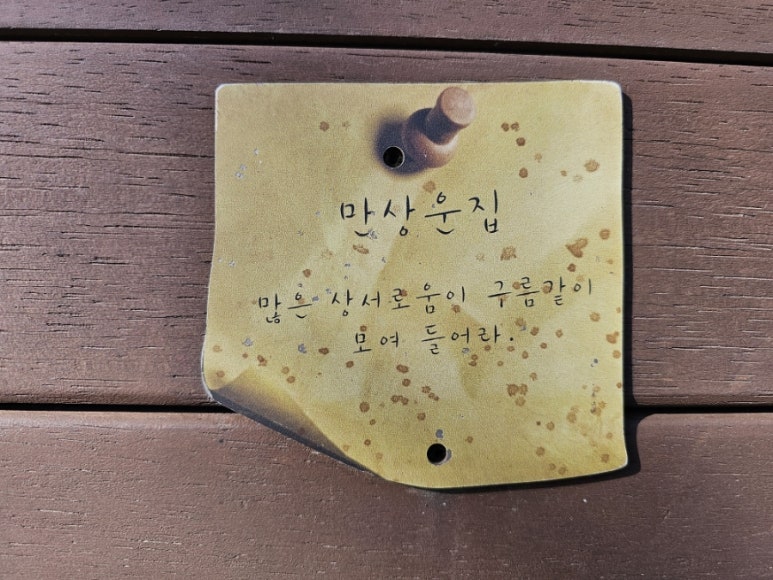 만상운집
많은 상서로움이 구름같이
모여 들어라.